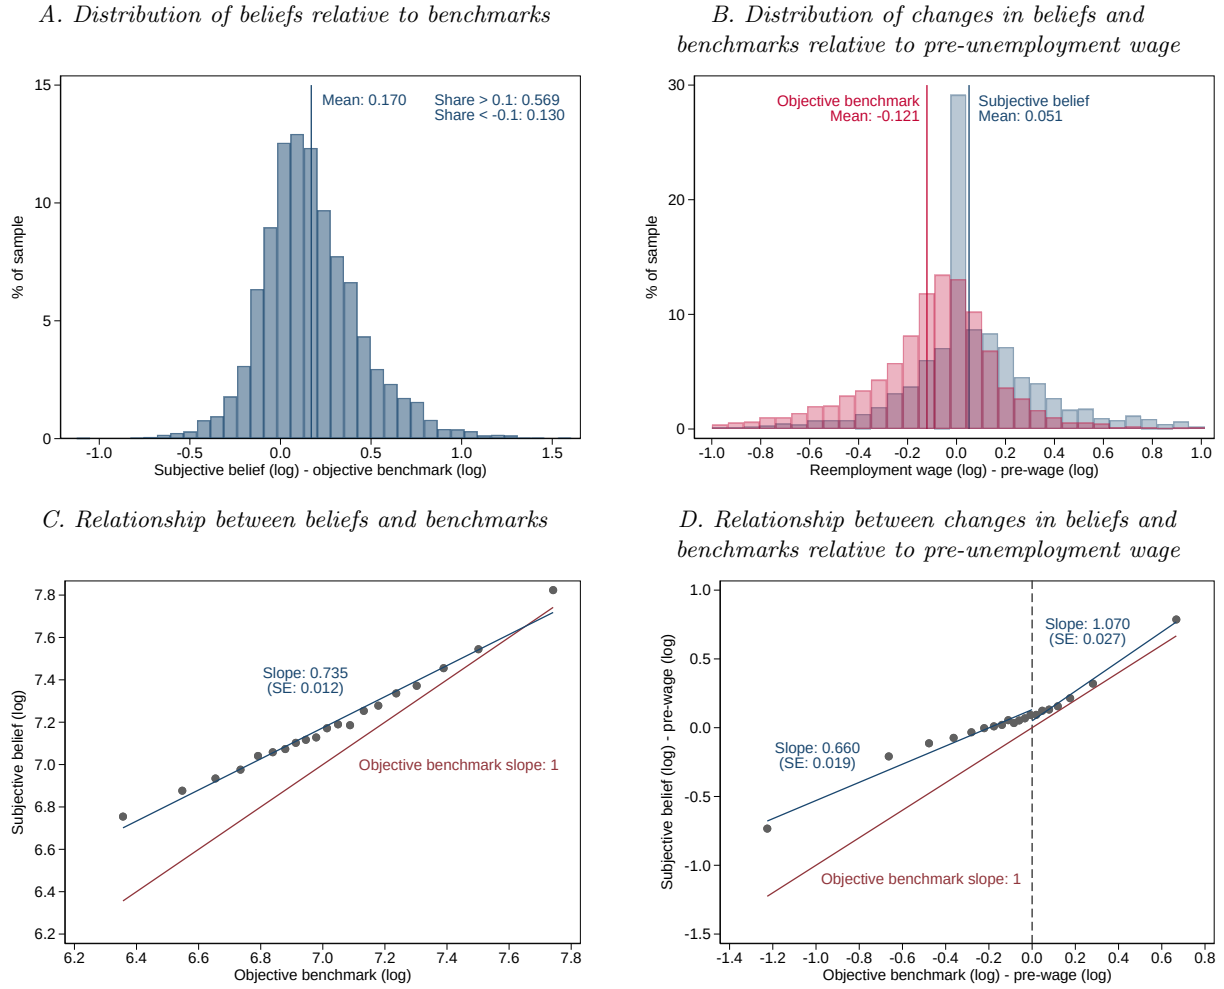 A. Distribution of beliefs relative to benchmarks
15
10
5
0
% of sample
Mean: 0.170
Share > 0.1: 0.569
Share < -0.1: 0.130
-1.0 -0.5 0.0 0.5 1.0 1.5
Subjective belief (log) - objective benchmark (log)
B. Distribution of changes in beliefs and
benchmarks relative to pre-unemployment wage
30
20
10
0
% of sample
Objective benchmark
Mean: -0.121
Subjective belief
Mean: 0.051
-1.0 -0.8 -0.6 -0.4 -0.2 0.0 0.2 0.4 0.6 0.8 1.0
Reemployment wage (log) - pre-wage (log)
C. Relationship between beliefs and benchmarks
7.8
7.6
7.4
7.2
7.0
6.8
6.6
6.4
6.2
Subjective belief (log)
Slope: 0.735
(SE: 0.012)
Objective benchmark slope: 1
6.2 6.4 6.6 6.8 7.0 7.2 7.4 7.6 7.8
Objective benchmark (log)
D. Relationship between changes in beliefs and
benchmarks relative to pre-unemployment wage
1.0
0.5
0.0
-0.5
-1.0
-1.5
Subjective belief (log) - pre-wage (log)
Slope: 1.070
(SE: 0.027)
Slope: 0.660
(SE: 0.019)
Objective benchmark slope: 1
-1.4 -1.2 -1.0 -0.8 -0.6 -0.4 -0.2 0.0 0.2 0.4 0.6 0.8
Objective benchmark (log) - pre-wage (log)